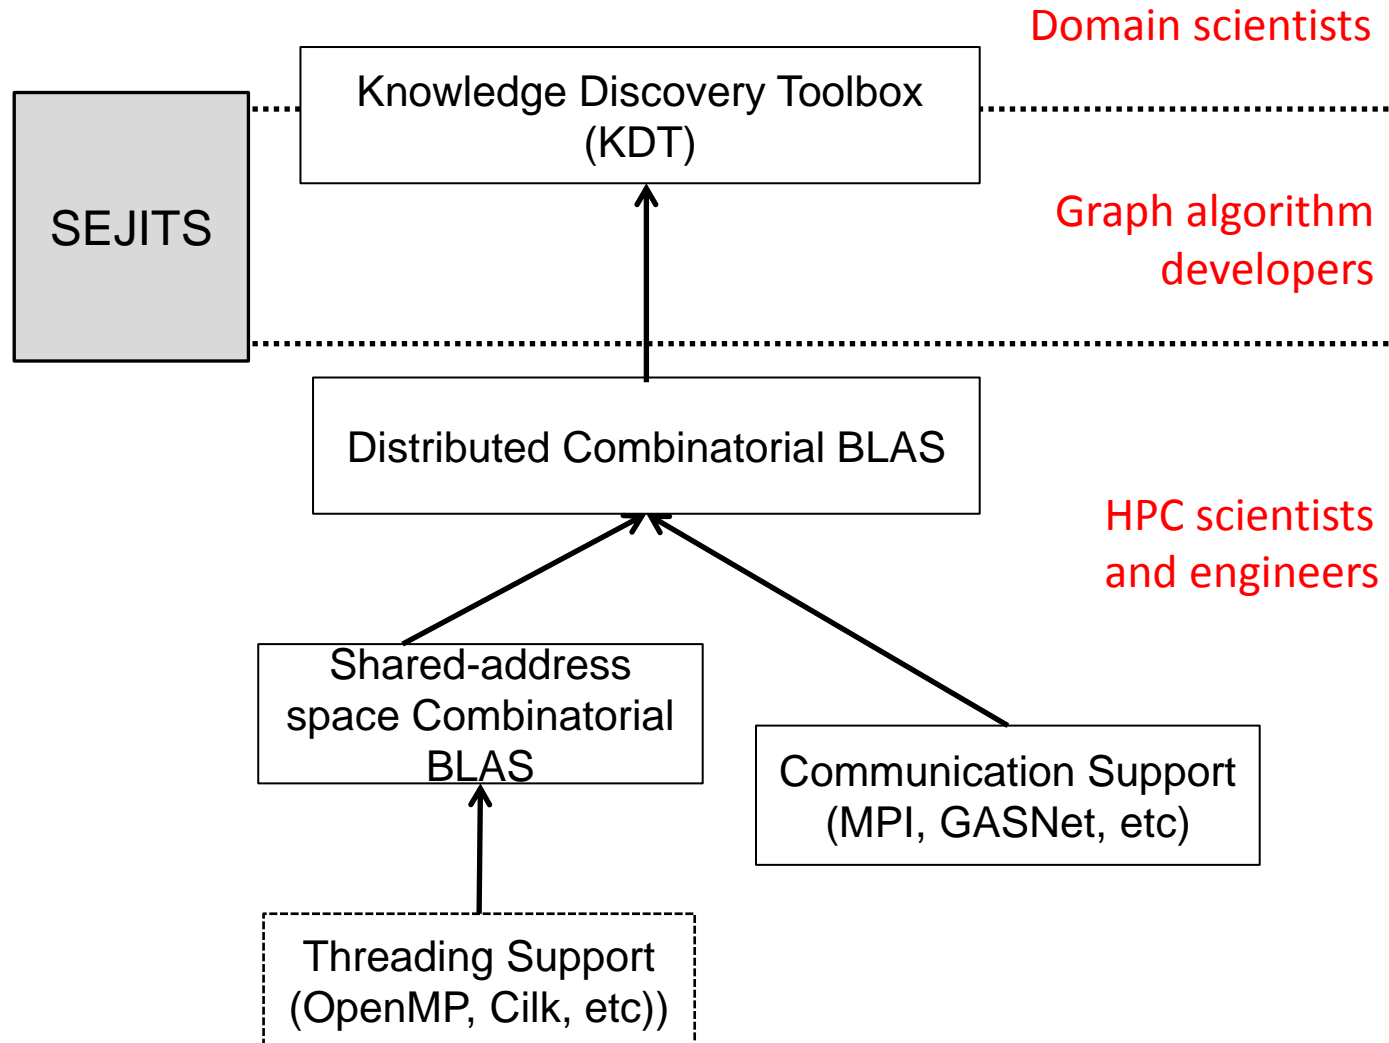 Domain scientists
Knowledge Discovery Toolbox
(KDT)
SEJITS
Graph algorithm
developers
Distributed Combinatorial BLAS
HPC scientists
and engineers
Shared-address
space Combinatorial
BLAS
Communication Support
(MPI, GASNet, etc)
Threading Support
(OpenMP, Cilk, etc))